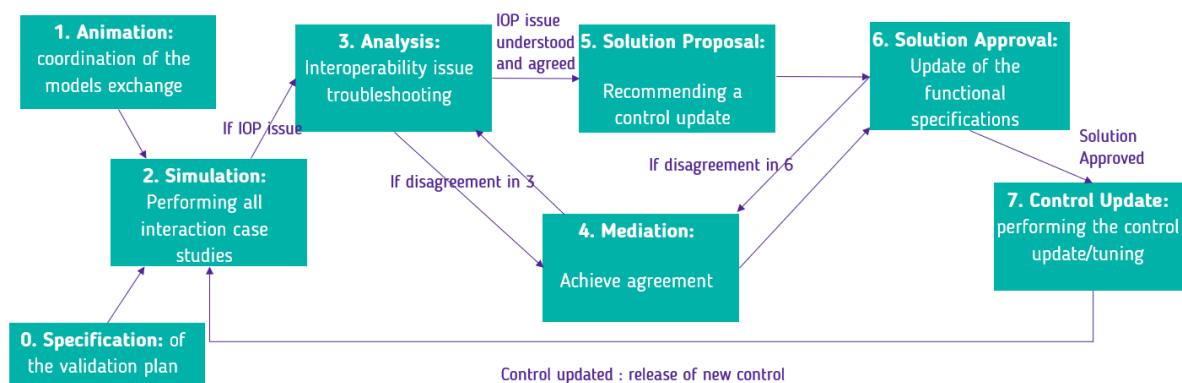 1. Animation:
coordination of the
models exchange
3. Analysis:
Interoperability issue
troubleshooting
IOP issue
understood
and agreed
5. Solution Proposal:
Recommending a
control update
6. Solution Approval:
Update of the
functional
specifications
If IOP issue
Solution
Approved
2. Simulation:
Performing all
interaction case
studies
If disagreement in 3
If disagreement in 6
4. Mediation:
Achieve agreement
7. Control Update:
performing the control
update/tuning
0. Specification: of
the validation plan
Control updated : release of new control